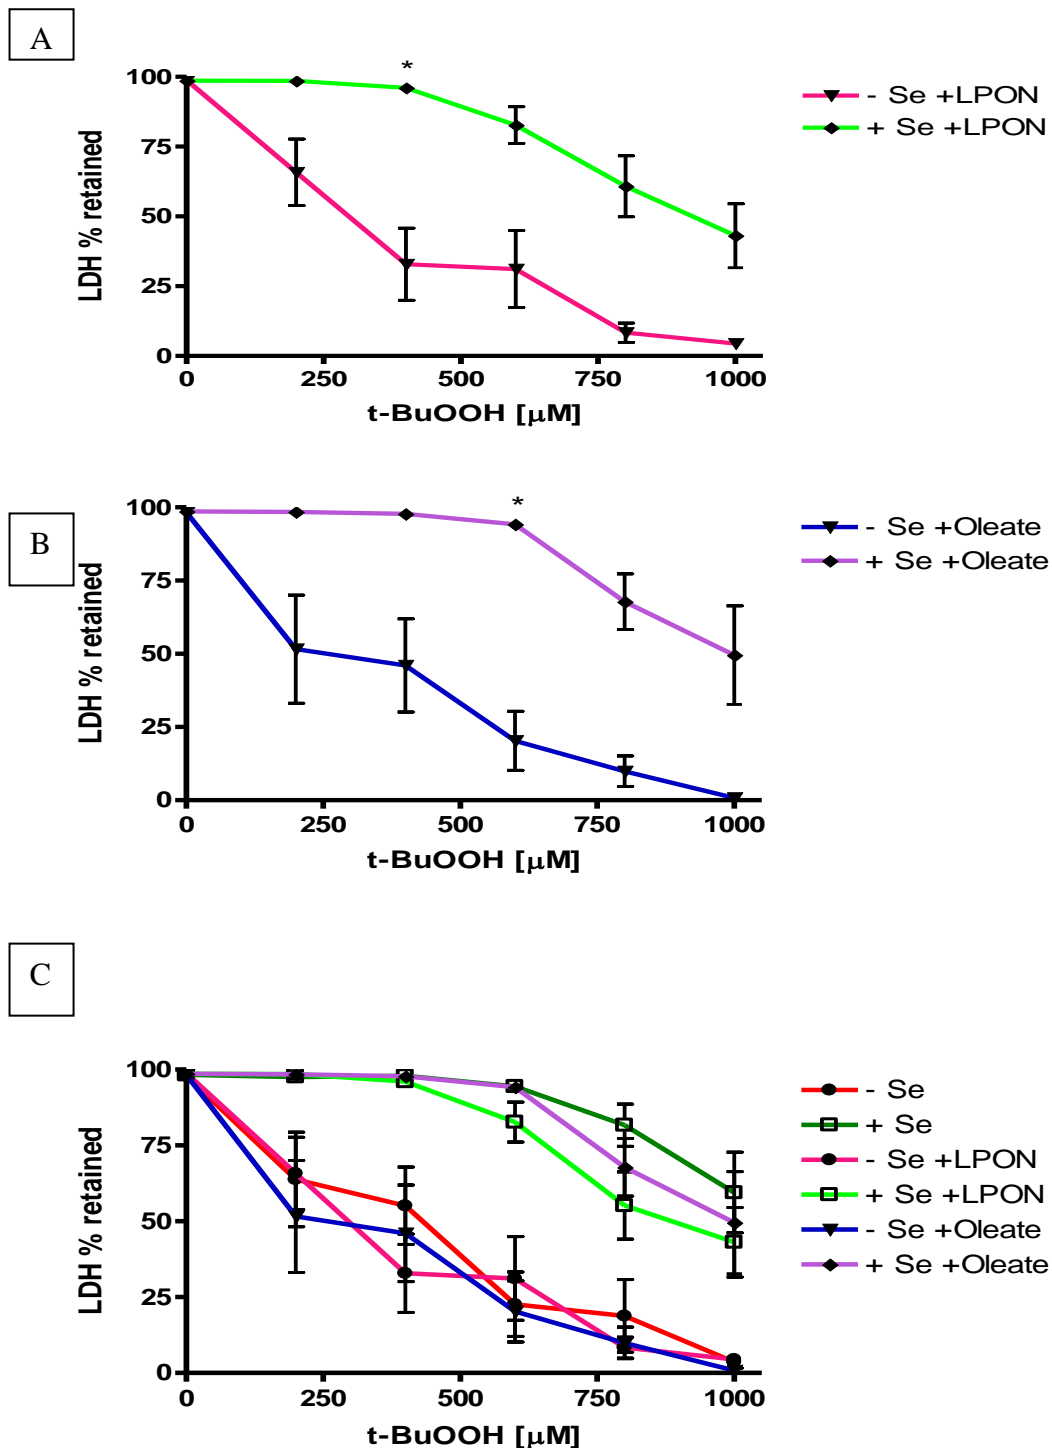 A
*
100
75
50
25
0
LDH % retained
0 250 500 750 1000
t-BuOOH [μM]
- Se +LPON
+ Se +LPON
B
*
100
75
50
25
0
LDH % retained
0 250 500 750 1000
t-BuOOH [μM]
- Se +Oleate
+ Se +Oleate
C
100
75
50
25
0
LDH % retained
0 250 500 750 1000
t-BuOOH [μM]
- Se
+ Se
- Se +LPON
+ Se +LPON
- Se +Oleate
+ Se +Oleate